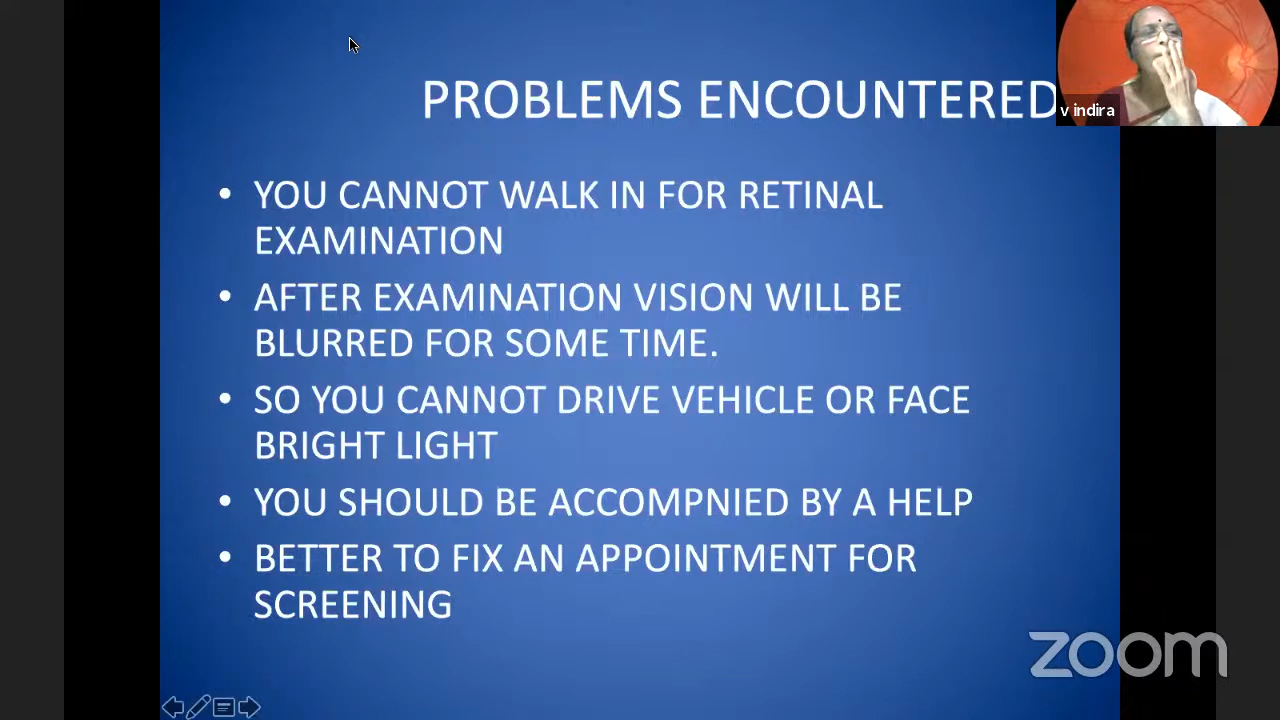 PROBLEMS ENCOUNTERED
v indira
• YOU CANNOT WALK IN FOR RETINAL
EXAMINATION
• AFTER EXAMINATION VISION WILL BE
BLURRED FOR SOME TIME.
• SO YOU CANNOT DRIVE VEHICLE OR FACE
BRIGHT LIGHT
• YOU SHOULD BE ACCOMPNIED BY A HELP
• BETTER TO FIX AN APPOINTMENT FOR
SCREENING
zoom